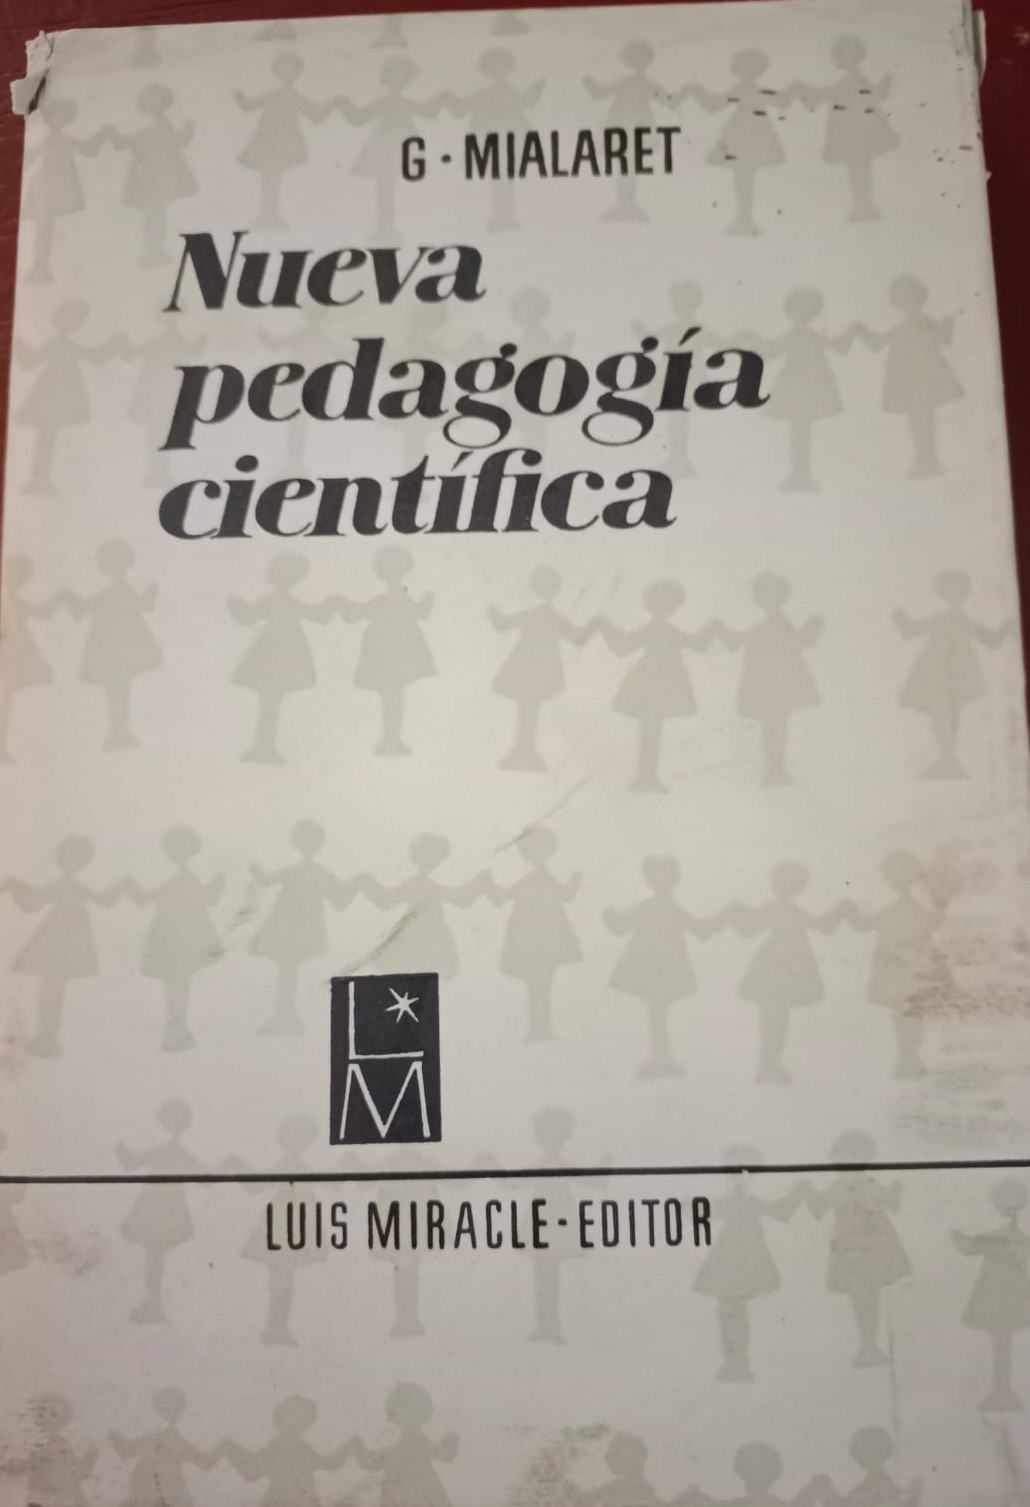 G · MIALARET
Nueva
pedagogía
científica
L
M
LUIS MIRACLE-EDITOR